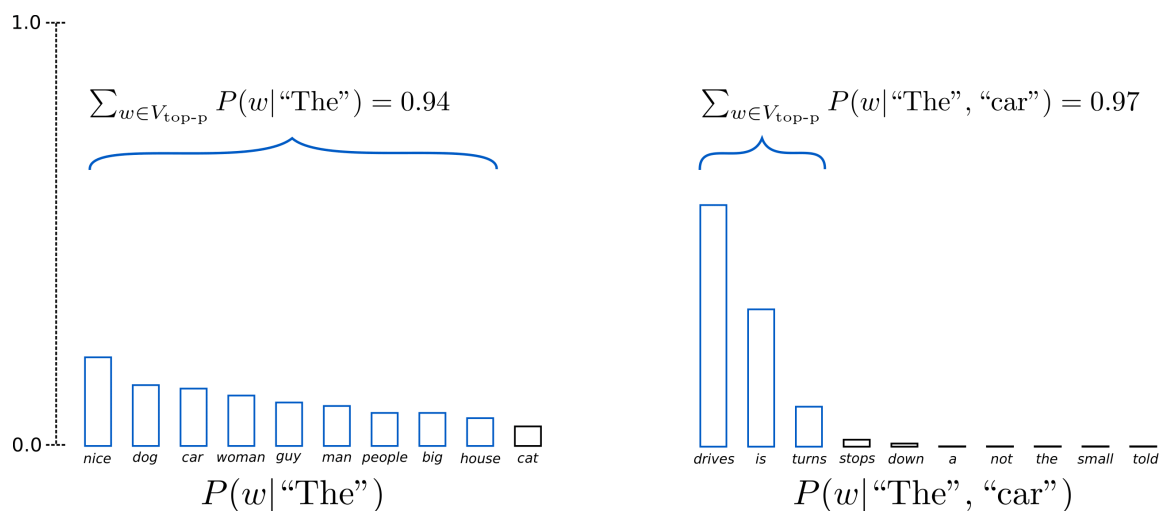 1.0
∑w∈Vtop-p P(w|“The”) = 0.94
∑w∈Vtop-p P(w|“The”, “car”) = 0.97
0.0
nice dog car woman guy man people big house cat
drives is turns stops down a not the small told
P(w|“The”)
P(w|“The”, “car”)